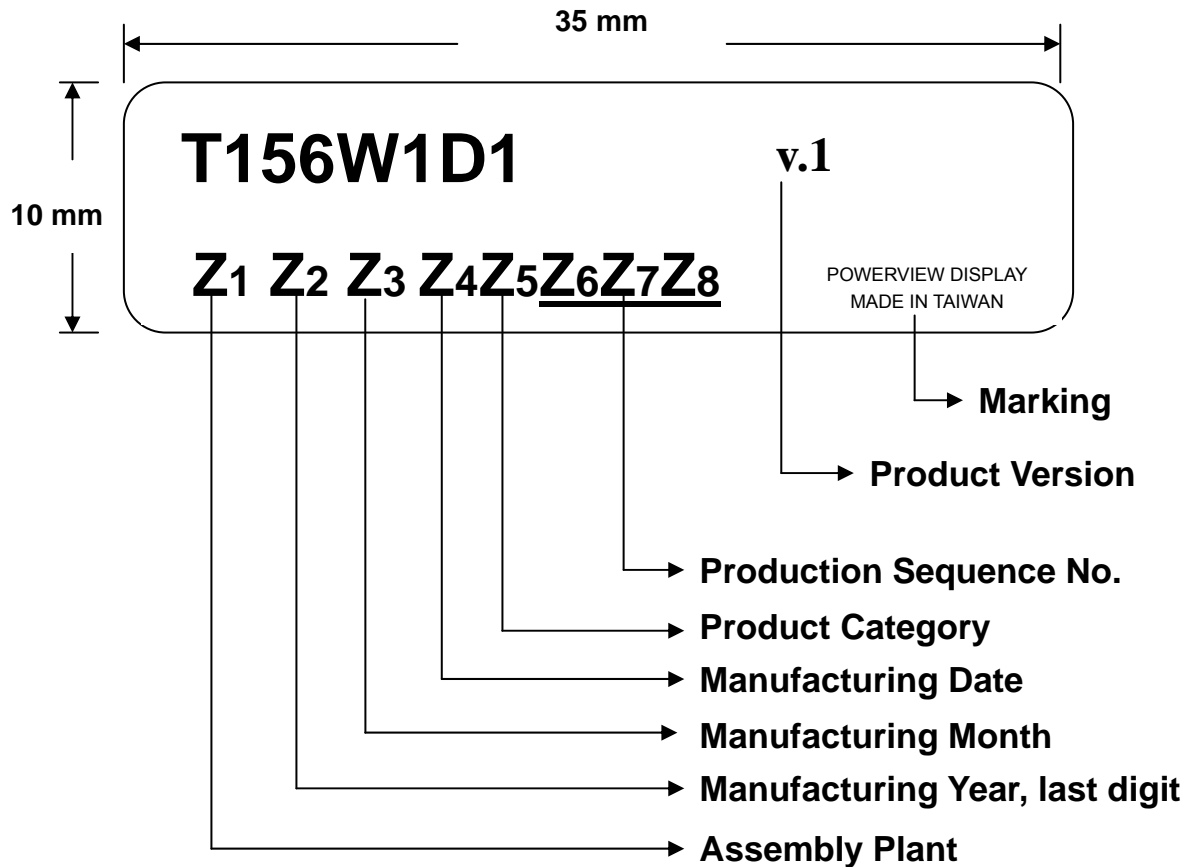 35 mm
T156W1D1
v.1
10 mm
Z1 Z2 Z3 Z4Z5Z6Z7Z8
POWERVIEW DISPLAY
MADE IN TAIWAN
Marking
Product Version
Production Sequence No.
Product Category
Manufacturing Date
Manufacturing Month
Manufacturing Year, last digit
Assembly Plant